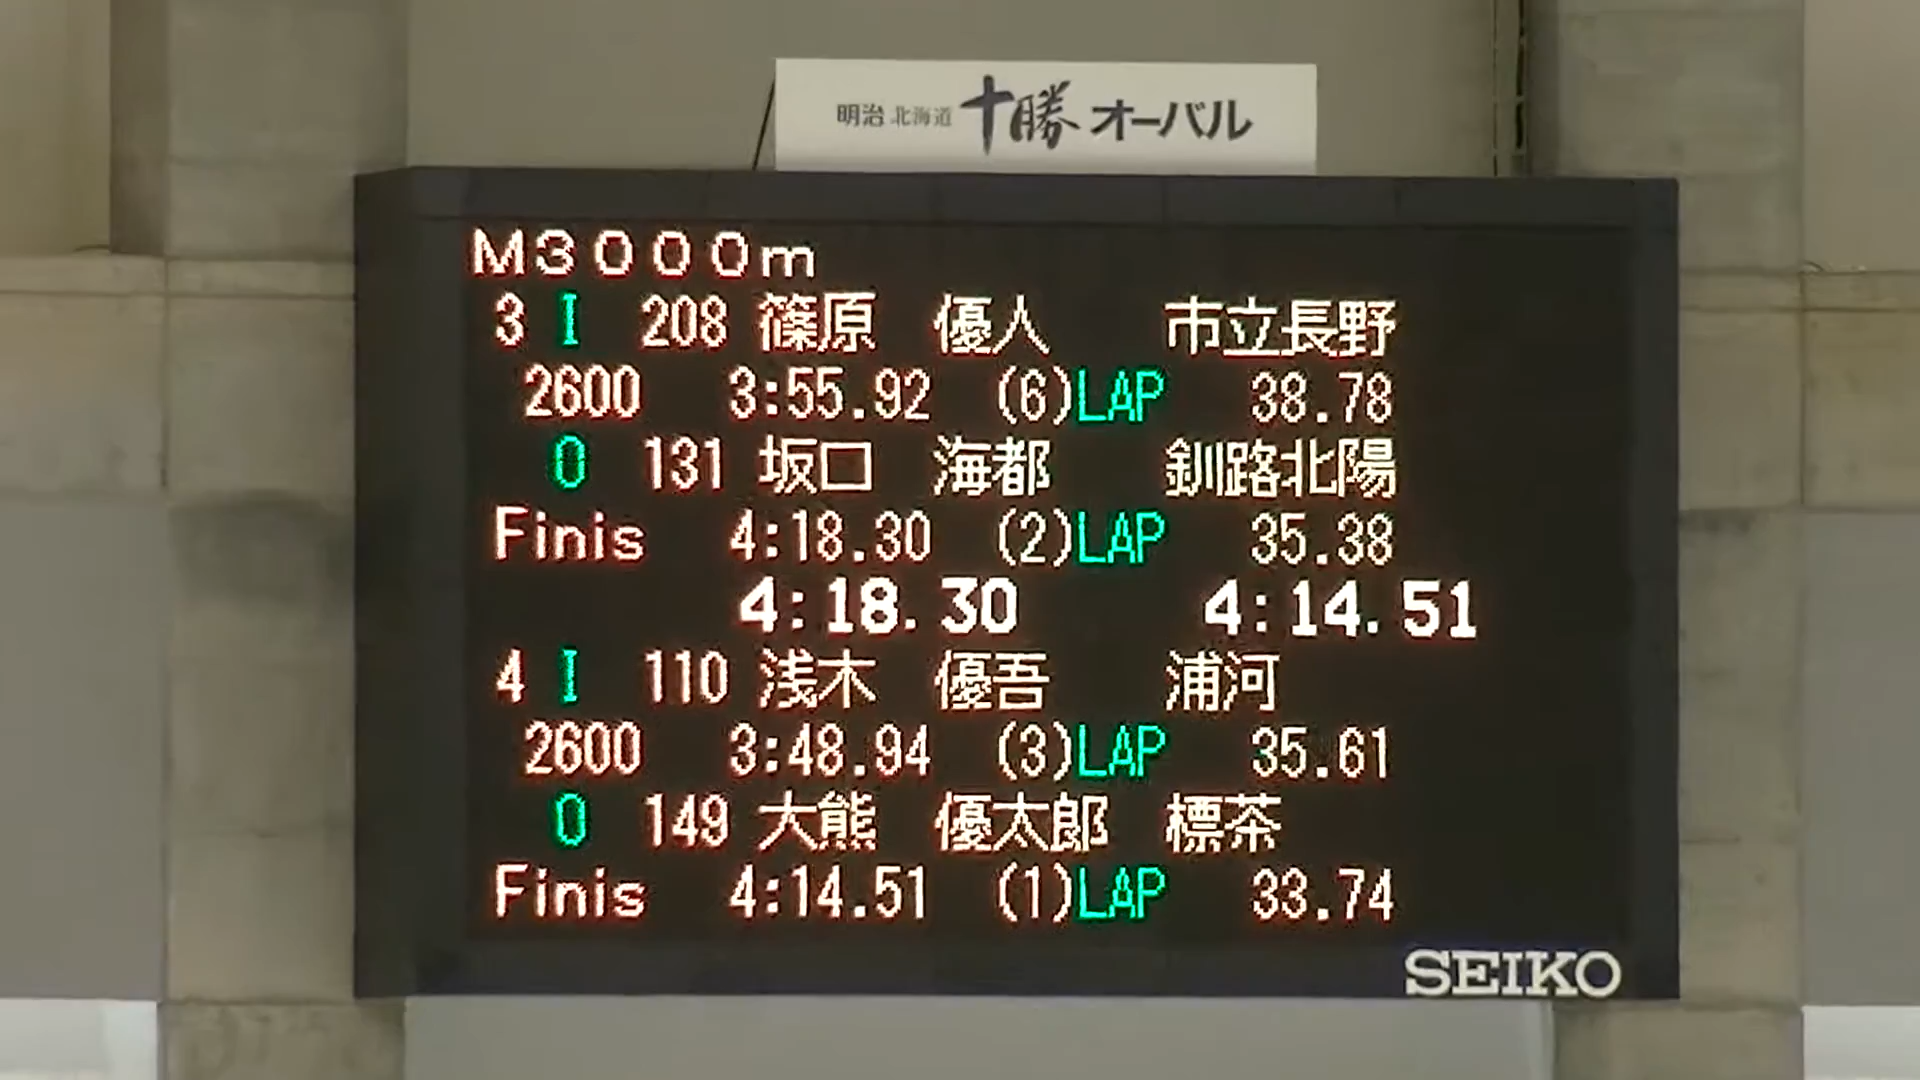 明治 北海道 十勝 オーバル
M3000m
3 I 208 篠原 優人 市立長野
2600 3:55.92 (6)LAP 38.78
O 131 坂口 海都 釧路北陽
Finis 4:18.30 (2)LAP 35.38
4:18.30 4:14.51
4 I 110 浅木 優吾 浦河
2600 3:48.94 (3)LAP 35.61
O 149 大熊 優太郎 標茶
Finis 4:14.51 (1)LAP 33.74
SEIKO